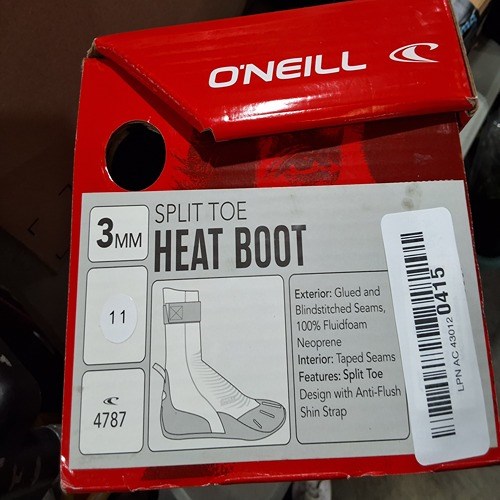 O'NEILL
3MM
SPLIT TOE
HEAT BOOT
11
4787
Exterior: Glued and
Blindstitched Seams,
100% Fluidfoam
Neoprene
Interior: Taped Seams
Features: Split Toe
Design with Anti-Flush
Shin Strap
LPN AC 43012 0415